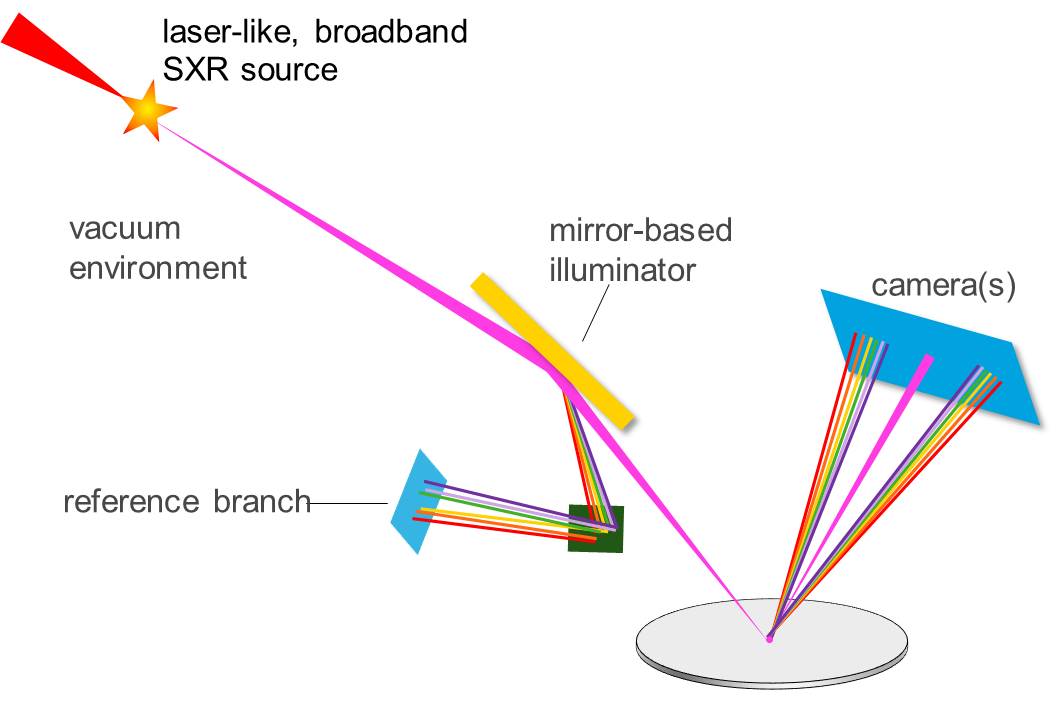 laser-like, broadband
SXR source
vacuum
environment
mirror-based
illuminator
camera(s)
reference branch